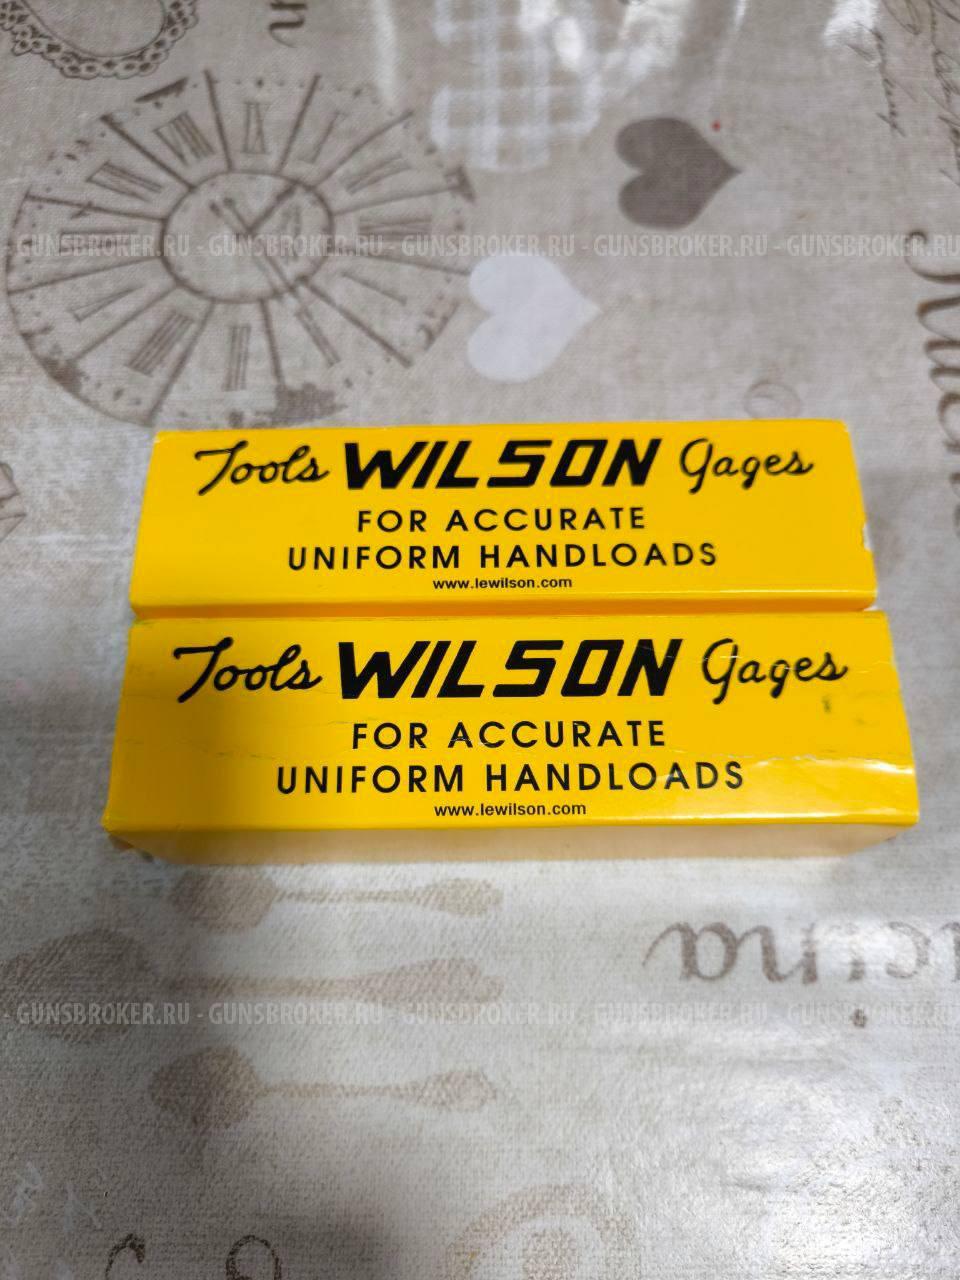 - GUNSBROKER.RU - GUNSBROKER.RU - GUNSBROKER.RU - GUNSBROKER.RU - GUNSBROKER.RU
Tools WILSON Gages
FOR ACCURATE
UNIFORM HANDLOADS
www.lewilson.com
Tools WILSON Gages
FOR ACCURATE
UNIFORM HANDLOADS
www.lewilson.com
- GUNSBROKER.RU - GUNSBROKER.RU - GUNSBROKER.RU - GUNSBROKER.RU - GUNSBROKER.RU